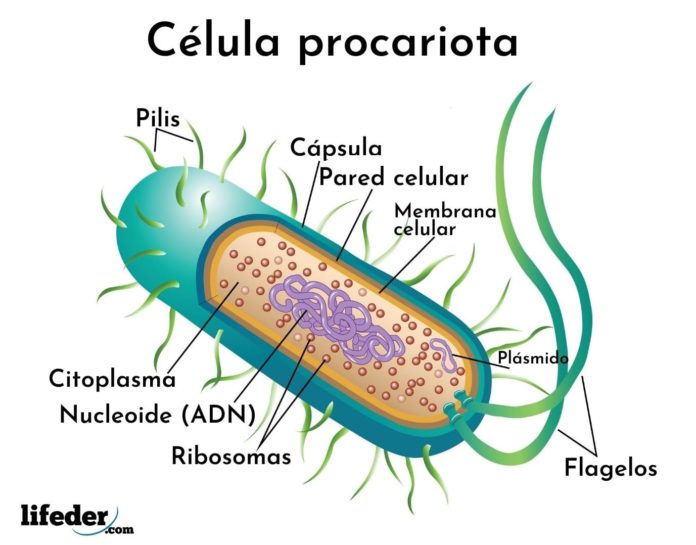 Célula procariota
Pilis
Cápsula
Pared celular
Membrana
celular
Plásmido
Citoplasma
Nucleoide (ADN)
Ribosomas
Flagelos
lifeder.com